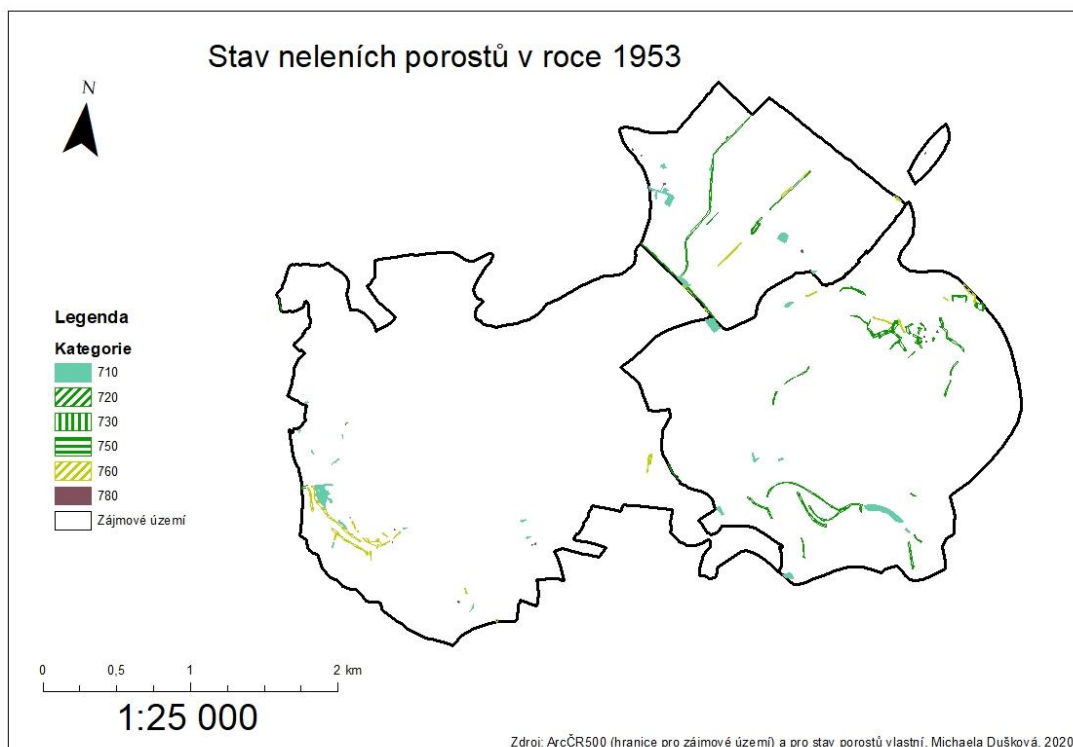 Stav neleních porostů v roce 1953
N
Legenda
Kategorie
710
720
730
750
760
780
Zájmové území
0 0,5 1 2 km
1:25 000
Zdroj: ArcČR500 (hranice pro zájmové území) a pro stav porostů vlastní, Michaela Dušková, 2020